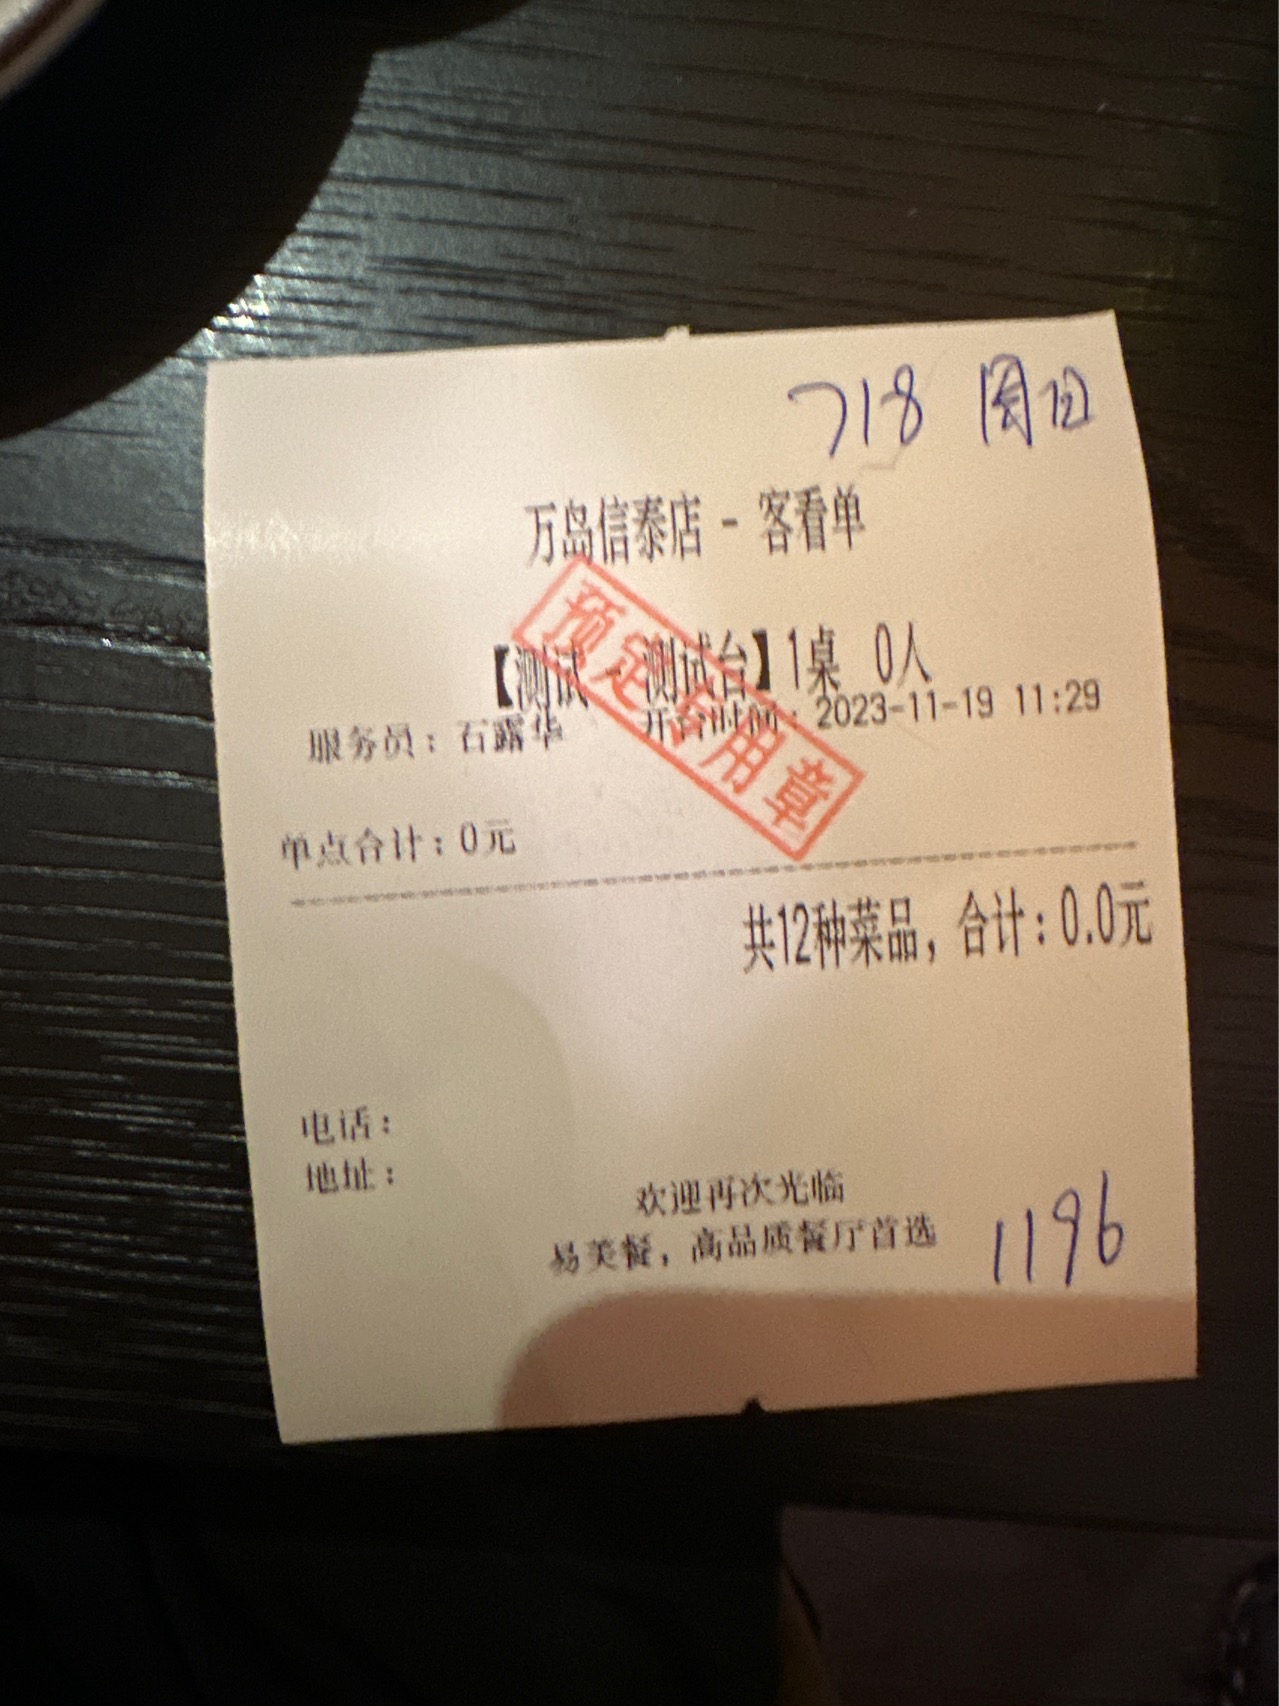 718 周日
万岛信泰店 - 客看单
【测试 - 测试台】1桌 0人
服务员：石露华 开台时间：2023-11-19 11:29
预定专用章
单点合计：0元
共12种菜品，合计：0.0元
电话：
地址：
欢迎再次光临
易美餐，高品质餐厅首选
1196